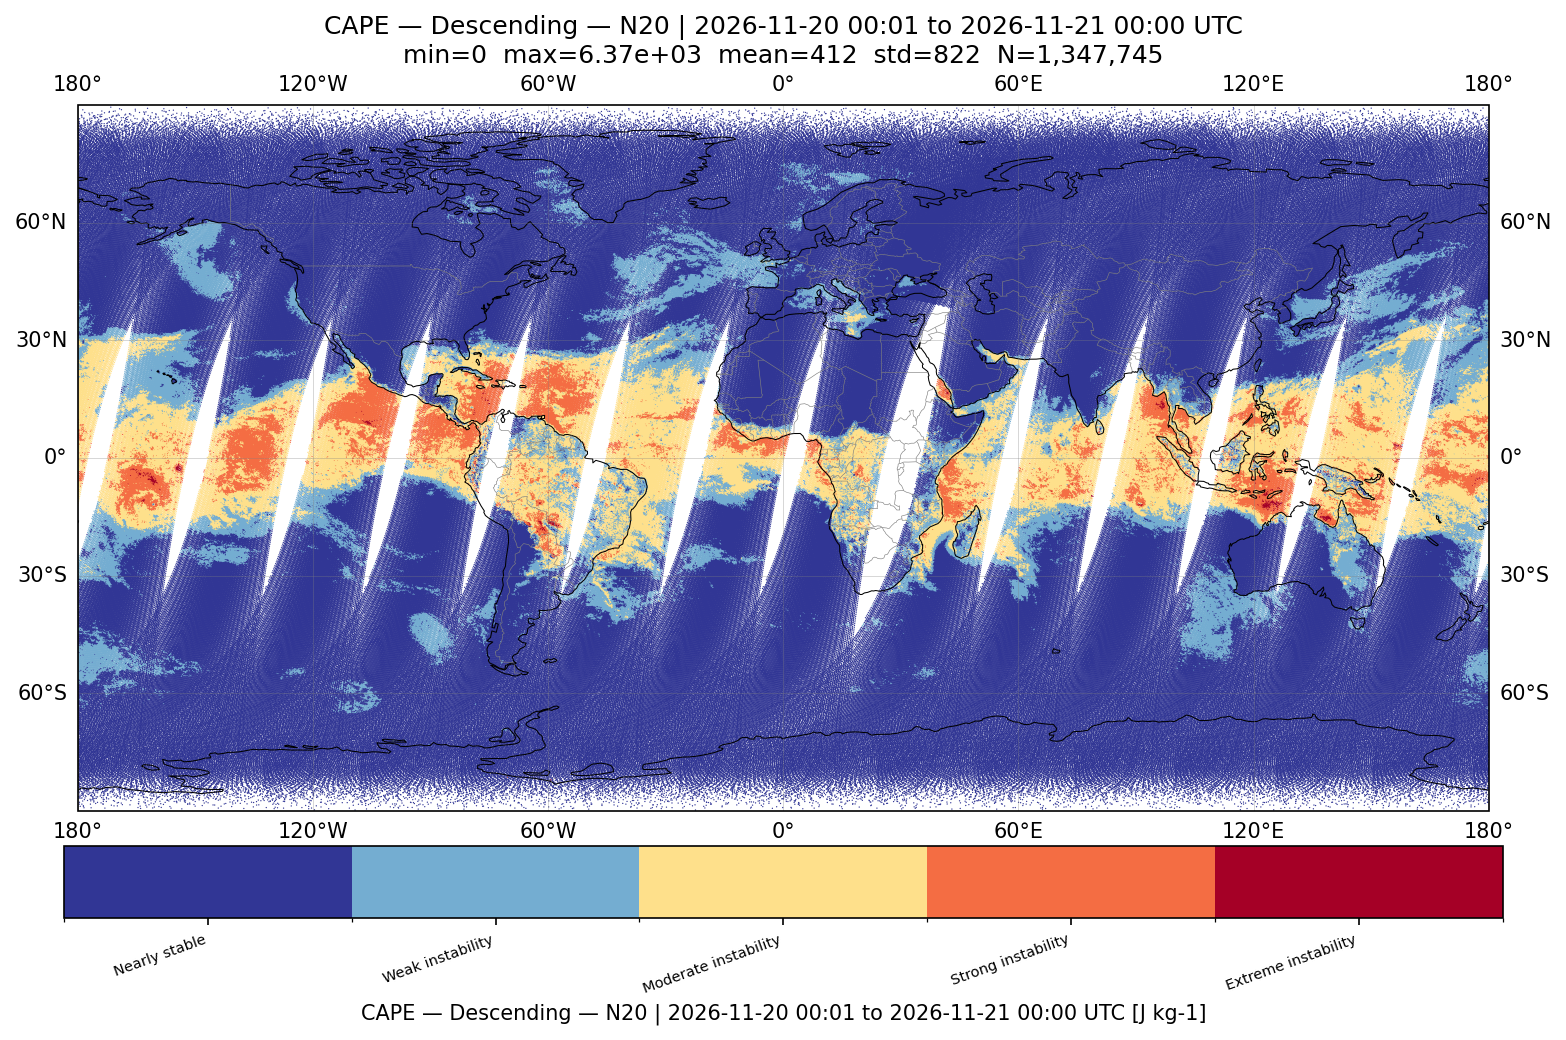 CAPE — Descending — N20 | 2026-11-20 00:01 to 2026-11-21 00:00 UTC
min=0  max=6.37e+03  mean=412  std=822  N=1,347,745
180° 120°W 60°W 0° 60°E 120°E 180°
60°N 60°N
30°N 30°N
0° 0°
30°S 30°S
60°S 60°S
180° 120°W 60°W 0° 60°E 120°E 180°
Nearly stable Weak instability Moderate instability Strong instability Extreme instability
CAPE — Descending — N20 | 2026-11-20 00:01 to 2026-11-21 00:00 UTC [J kg-1]